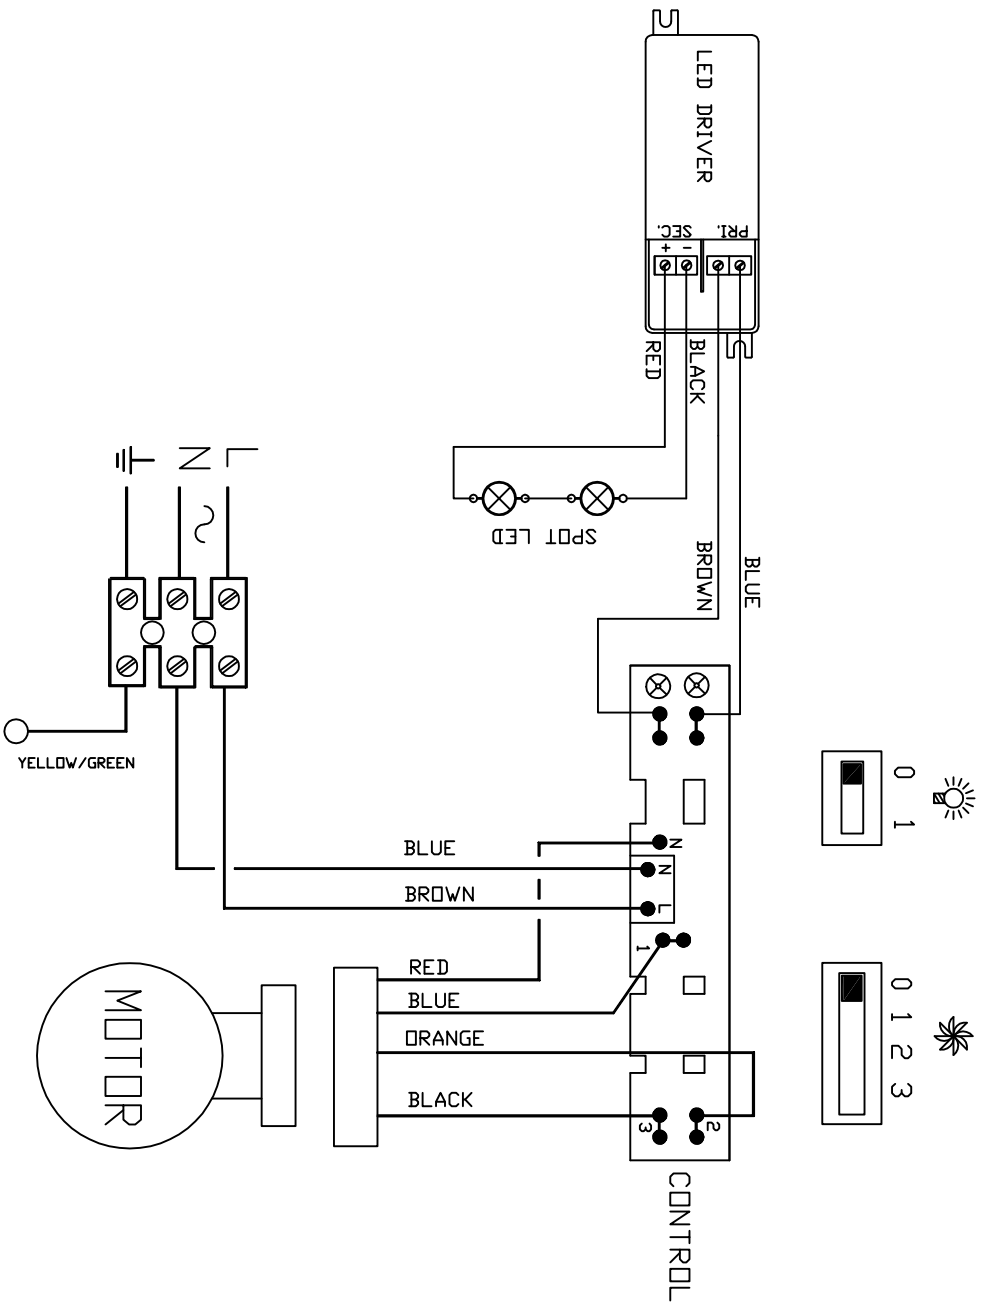 LED DRIVER
SEC. PRI.
+ -
RED
BLACK
BROWN
BLUE
SPOT LED
L
N
~
YELLOW/GREEN
0 1
N
BLUE
N
BROWN
L
1
RED
BLUE
ORANGE
BLACK
3
2
0 1 2 3
MOTOR
CONTROL